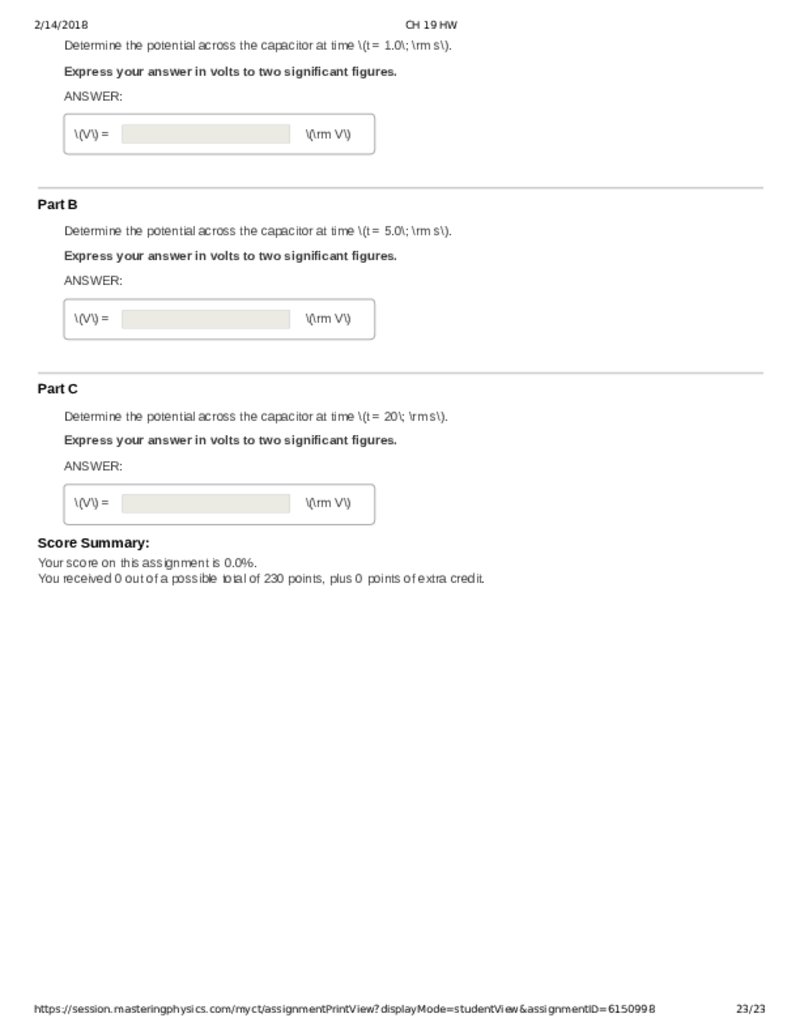 2/14/2018 CH 19 HW
Determine the potential across the capacitor at time \(t = 1.0\; \rm s\).
Express your answer in volts to two significant figures.
ANSWER:
\(V\) = \(\rm V\)
Part B
Determine the potential across the capacitor at time \(t = 5.0\; \rm s\).
Express your answer in volts to two significant figures.
ANSWER:
\(V\) = \(\rm V\)
Part C
Determine the potential across the capacitor at time \(t = 20\; \rm s\).
Express your answer in volts to two significant figures.
ANSWER:
\(V\) = \(\rm V\)
Score Summary:
Your score on this assignment is 0.0%.
You received 0 out of a possible total of 230 points, plus 0 points of extra credit.
https://session.masteringphysics.com/myct/assignmentPrintView?displayMode=studentView&assignmentID=6150998 23/23